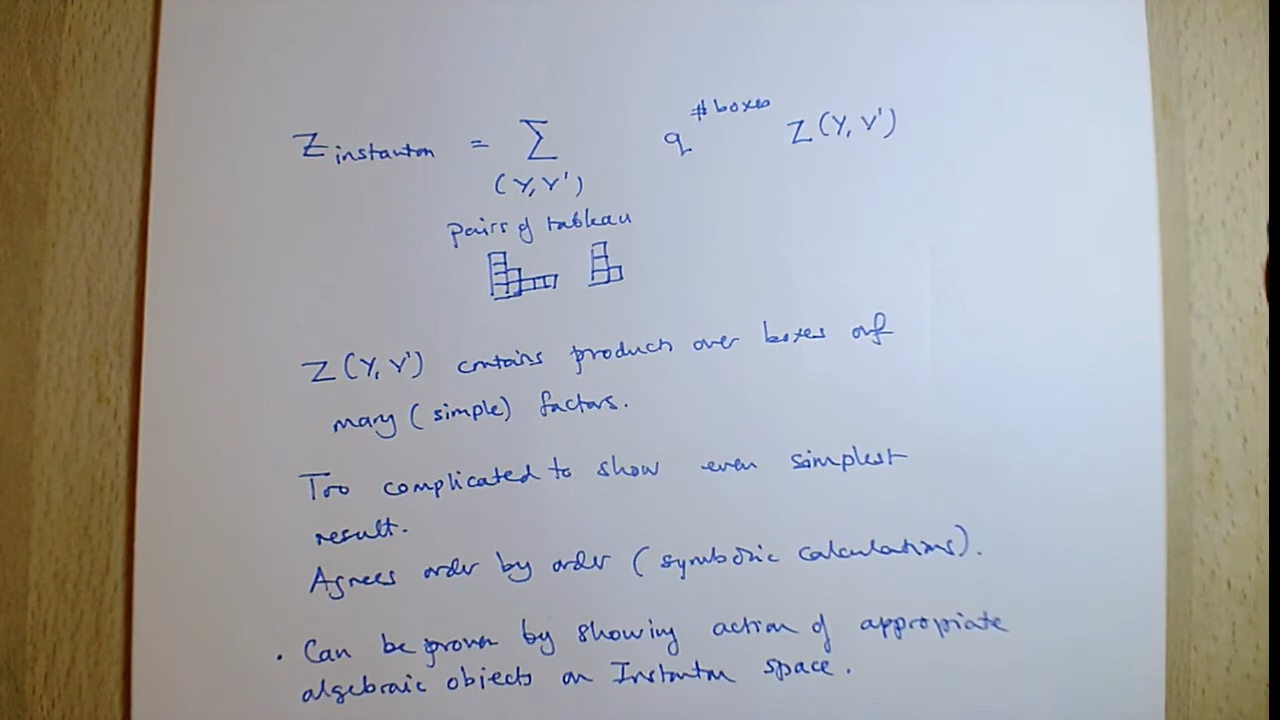 Z instanton = Σ q^#boxes Z(Y, Y')
(Y, Y')
pairs of tableau
Z(Y, Y') contains product over boxes of
many (simple) factors.
Too complicated to show even simplest
result.
Agrees order by order (symbolic calculations).
. Can be proven by showing action of appropriate
algebraic objects on Instanton space.